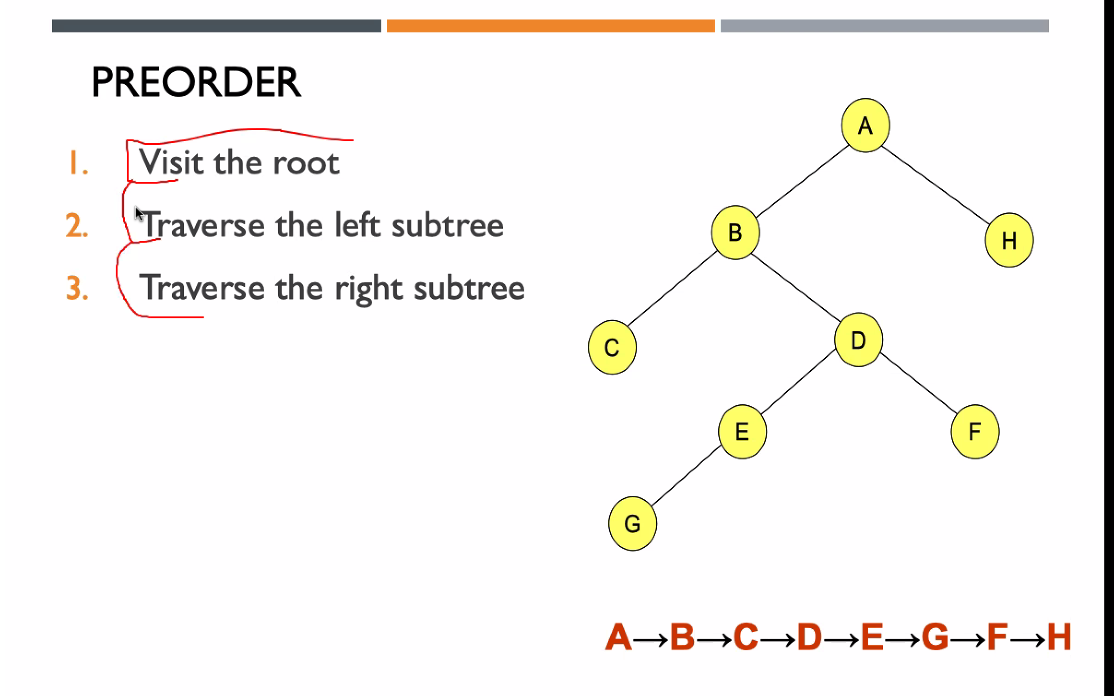 PREORDER
1. Visit the root
2. Traverse the left subtree
3. Traverse the right subtree
A
B
H
C
D
E
F
G
A→B→C→D→E→G→F→H